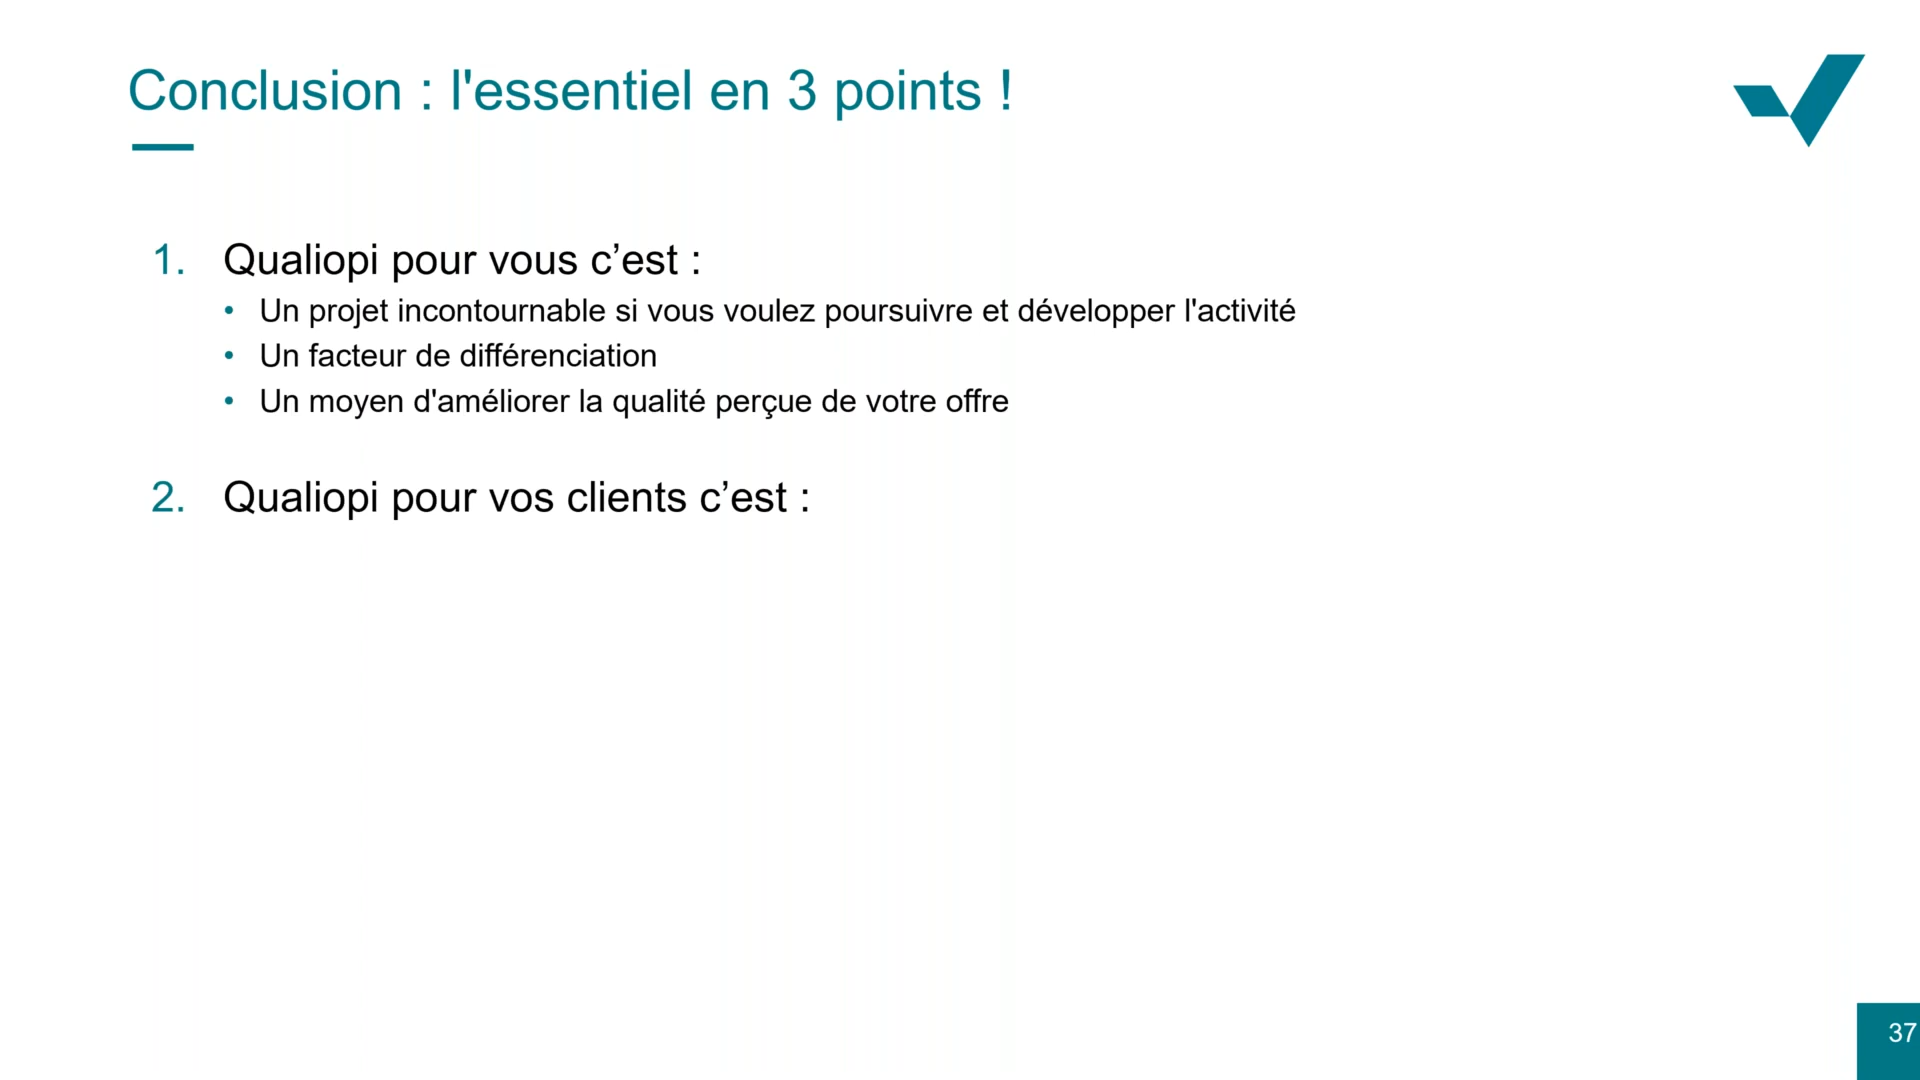 Conclusion : l'essentiel en 3 points !
1. Qualiopi pour vous c’est :
• Un projet incontournable si vous voulez poursuivre et développer l'activité
• Un facteur de différenciation
• Un moyen d'améliorer la qualité perçue de votre offre
2. Qualiopi pour vos clients c’est :
37